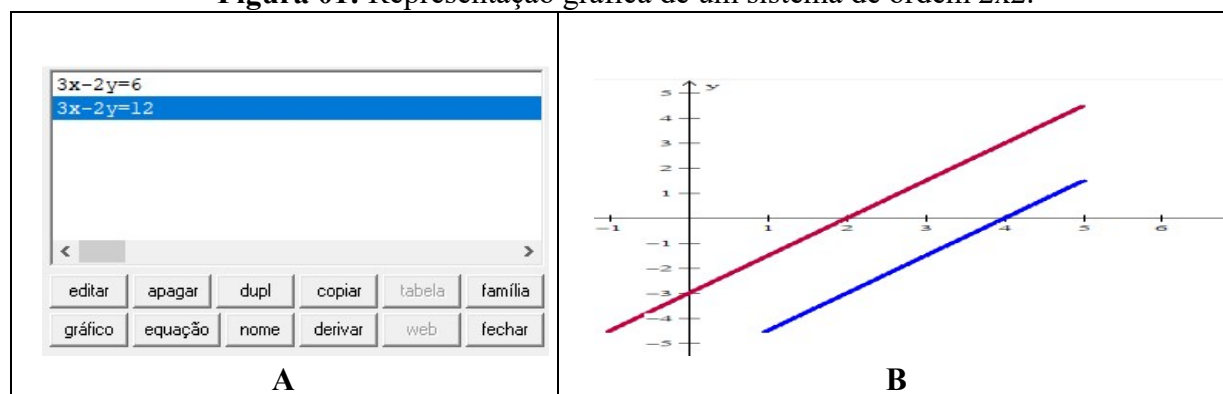 Figura 01: Representação gráfica de um sistema de ordem 2x2.
3x-2y=6
3x-2y=12
< >
editar apagar dupl copiar tabela família
gráfico equação nome derivar web fechar
A
y
5
4
3
2
1
-1 1 2 3 4 5 6
-1
-2
-3
-4
-5
B